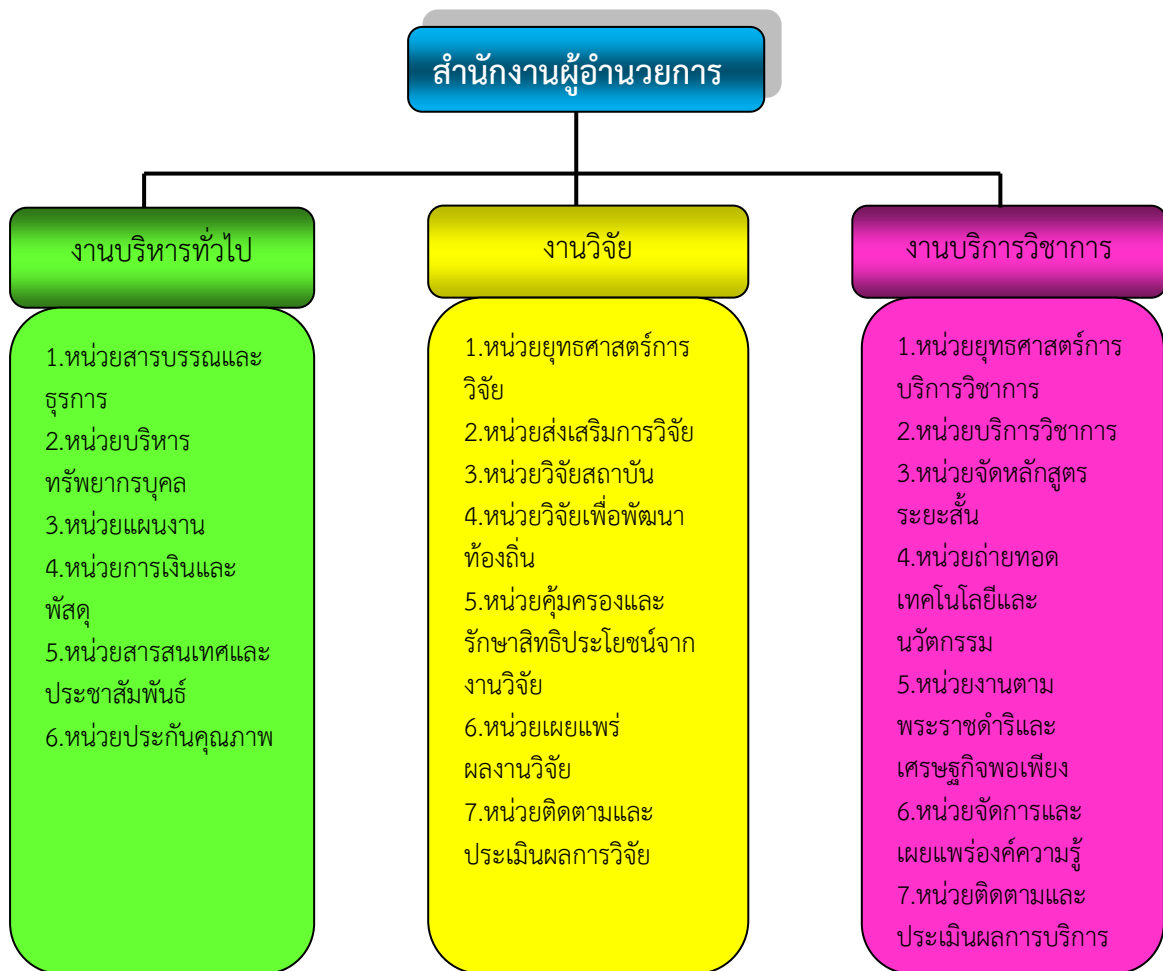 สำนักงานผู้อำนวยการ
งานบริหารทั่วไป
1.หน่วยสารบรรณและ
ธุรการ
2.หน่วยบริหาร
ทรัพยากรบุคล
3.หน่วยแผนงาน
4.หน่วยการเงินและ
พัสดุ
5.หน่วยสารสนเทศและ
ประชาสัมพันธ์
6.หน่วยประกันคุณภาพ
งานวิจัย
1.หน่วยยุทธศาสตร์การ
วิจัย
2.หน่วยส่งเสริมการวิจัย
3.หน่วยวิจัยสถาบัน
4.หน่วยวิจัยเพื่อพัฒนา
ท้องถิ่น
5.หน่วยคุ้มครองและ
รักษาสิทธิประโยชน์จาก
งานวิจัย
6.หน่วยเผยแพร่
ผลงานวิจัย
7.หน่วยติดตามและ
ประเมินผลการวิจัย
งานบริการวิชาการ
1.หน่วยยุทธศาสตร์การ
บริการวิชาการ
2.หน่วยบริการวิชาการ
3.หน่วยจัดหลักสูตร
ระยะสั้น
4.หน่วยถ่ายทอด
เทคโนโลยีและ
นวัตกรรม
5.หน่วยงานตาม
พระราชดำริและ
เศรษฐกิจพอเพียง
6.หน่วยจัดการและ
เผยแพร่องค์ความรู้
7.หน่วยติดตามและ
ประเมินผลการบริการ